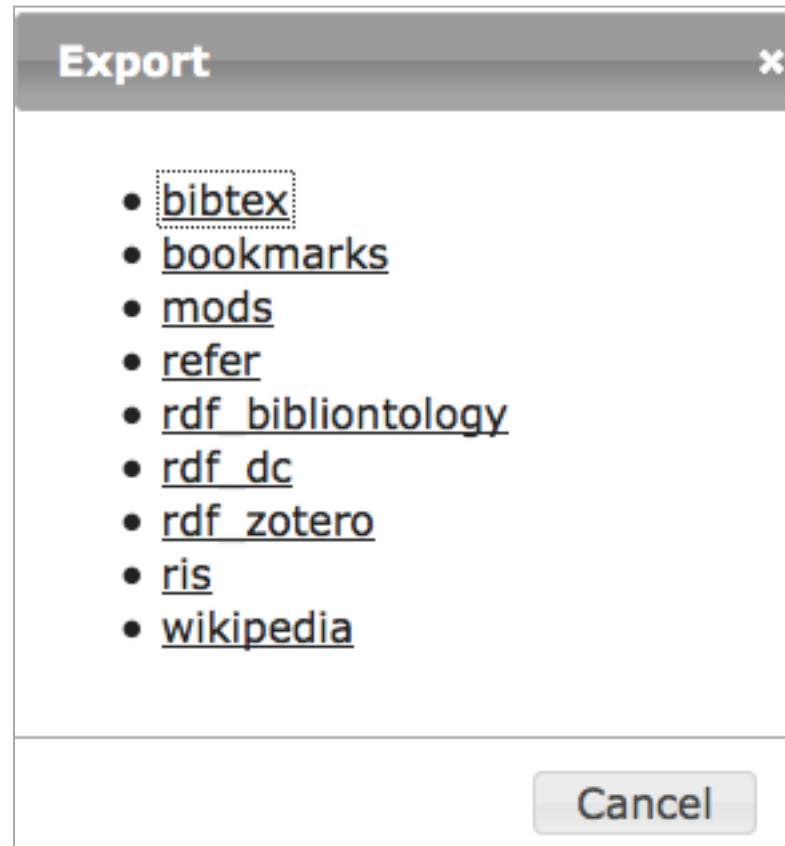 Export ×
bibtex
bookmarks
mods
refer
rdf_bibliontology
rdf_dc
rdf_zotero
ris
wikipedia
Cancel